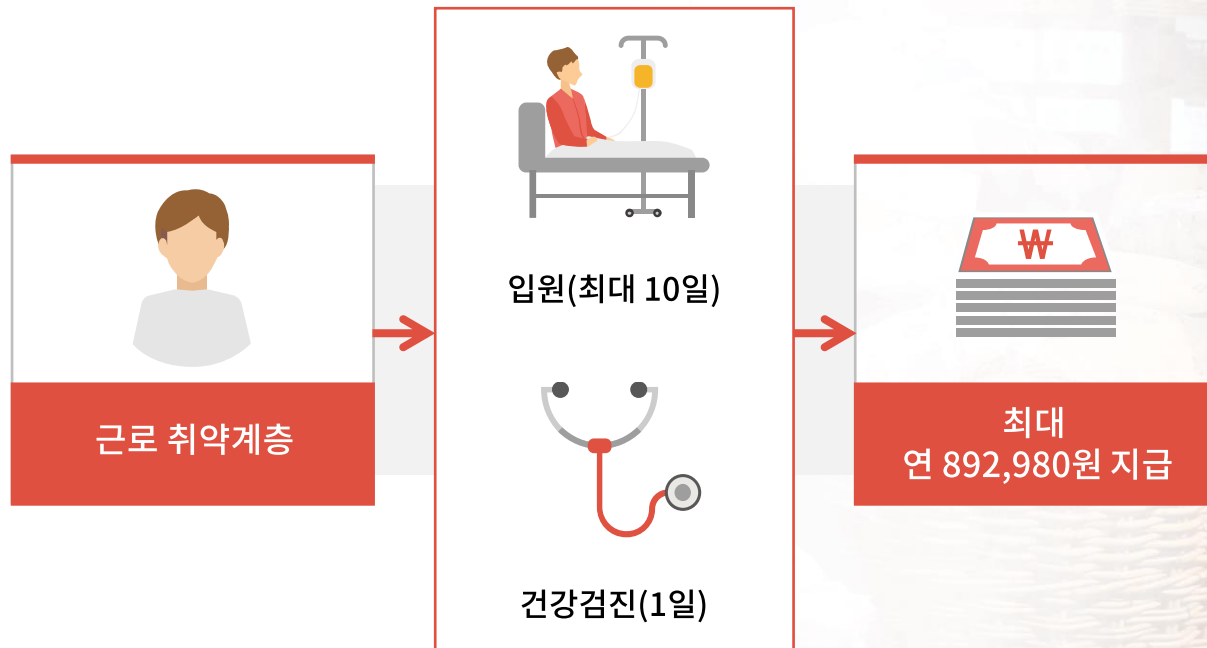 근로 취약계층
입원(최대 10일)
건강검진(1일)
₩
최대
연 892,980원 지급